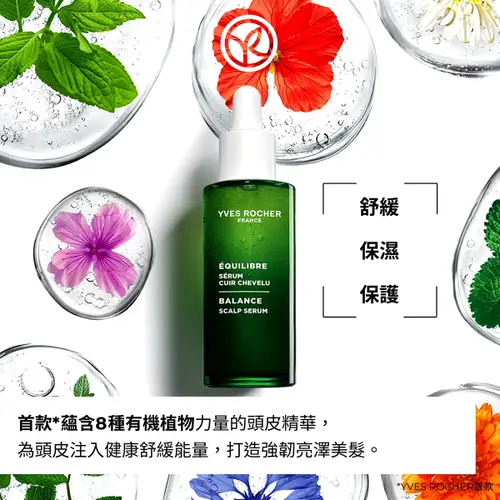 YVES ROCHER
FRANCE
ÉQUILIBRE
SÉRUM
CUIR CHEVELU
BALANCE
SCALP SERUM
舒緩
保濕
保護
首款*蘊含8種有機植物力量的頭皮精華，
為頭皮注入健康舒緩能量，打造強韌亮澤美髮。
*YVES ROCHER首款